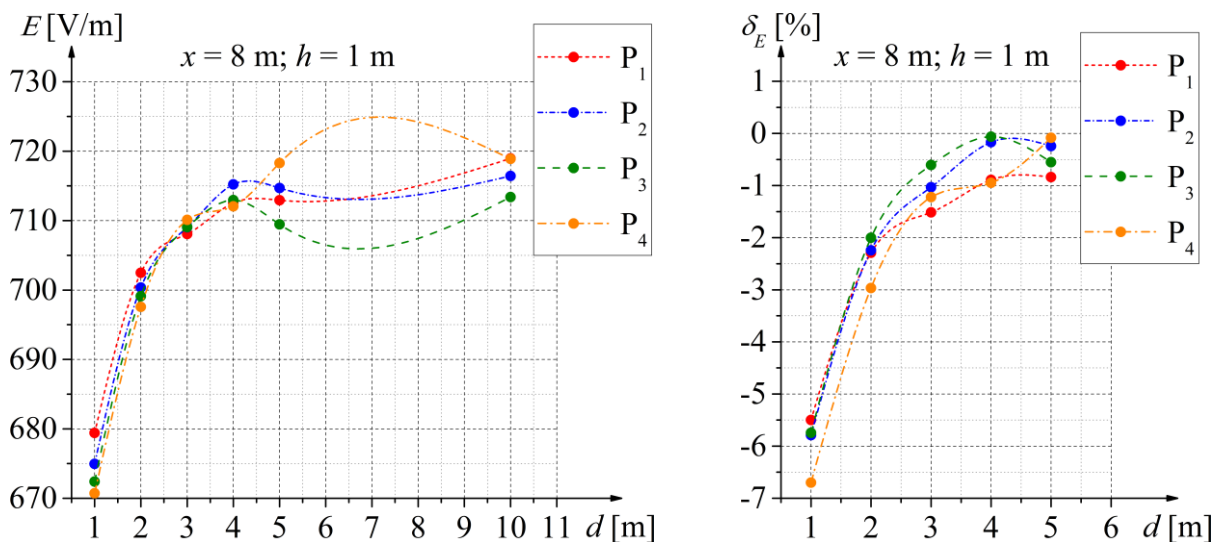 E [V/m]
x = 8 m; h = 1 m
730
720
710
700
690
680
670
1 2 3 4 5 6 7 8 9 10 11 d [m]
P₁
P₂
P₃
P₄
δ_E [%]
x = 8 m; h = 1 m
1
0
-1
-2
-3
-4
-5
-6
-7
1 2 3 4 5 6 d [m]
P₁
P₂
P₃
P₄